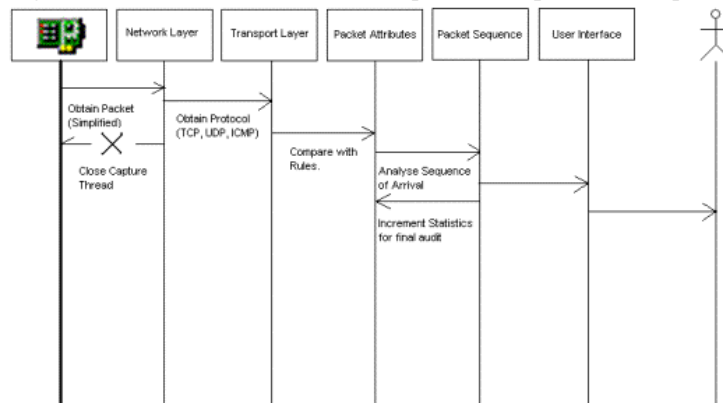 Network Layer
Transport Layer
Packet Attributes
Packet Sequence
User Interface
Obtain Packet
(Simplified)
Obtain Protocol
(TCP, UDP, ICMP)
Compare with
Rules.
Close Capture
Thread
Analyse Sequence
of Arrival
Increment Statistics
for final audit